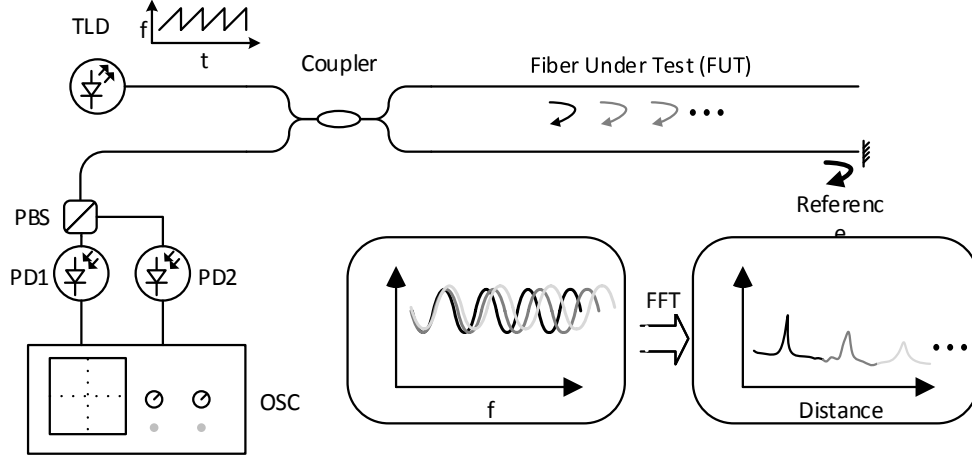 TLD
f
t
Coupler
Fiber Under Test (FUT)
PBS
Referenc
e
PD1
PD2
FFT
OSC
f
Distance